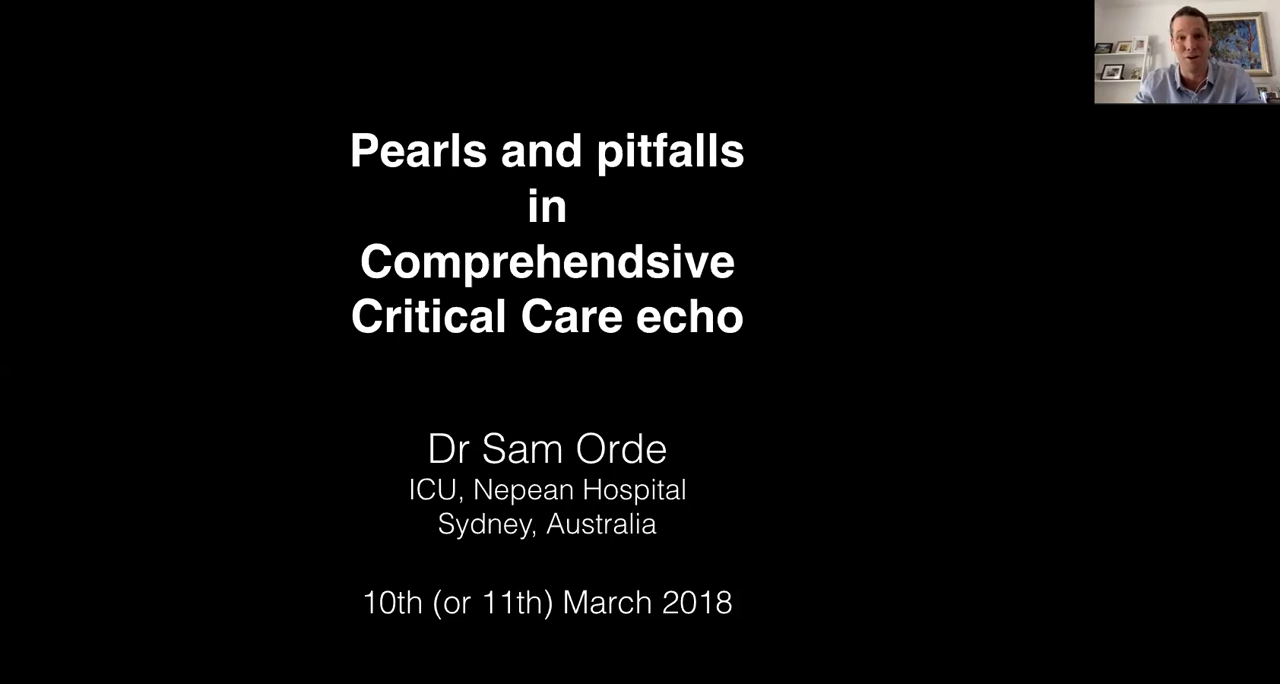 Pearls and pitfalls
in
Comprehendsive
Critical Care echo
Dr Sam Orde
ICU, Nepean Hospital
Sydney, Australia
10th (or 11th) March 2018